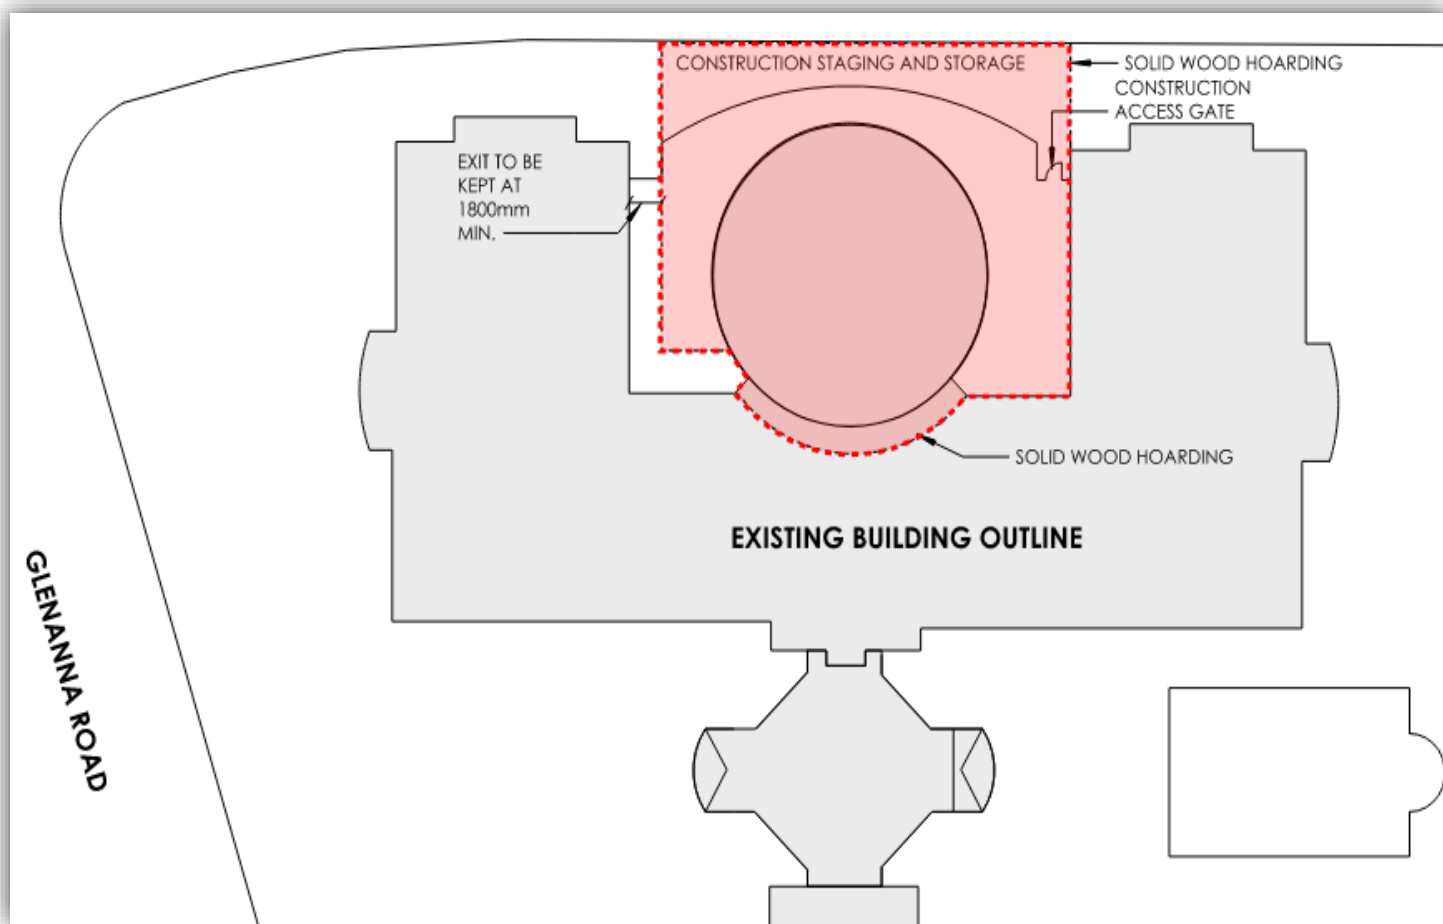 CONSTRUCTION STAGING AND STORAGE
SOLID WOOD HOARDING
CONSTRUCTION
ACCESS GATE
EXIT TO BE
KEPT AT
1800mm
MIN.
SOLID WOOD HOARDING
EXISTING BUILDING OUTLINE
GLENANNA ROAD